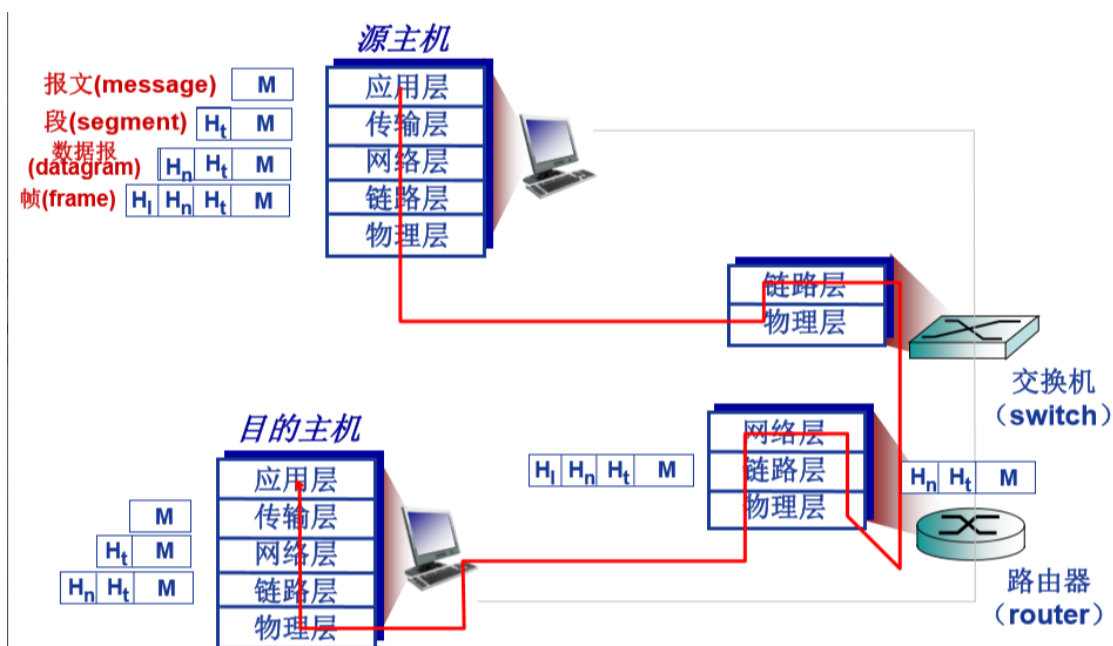 源主机
报文(message) M
应用层
段(segment) Ht M
传输层
数据报
(datagram) Hn Ht M
网络层
帧(frame) Hl Hn Ht M
链路层
物理层
链路层
物理层
交换机
（switch）
目的主机
网络层
链路层
物理层
Hl Hn Ht M
Hn Ht M
路由器
（router）
应用层
传输层
M
网络层
Ht M
链路层
Hn Ht M
物理层